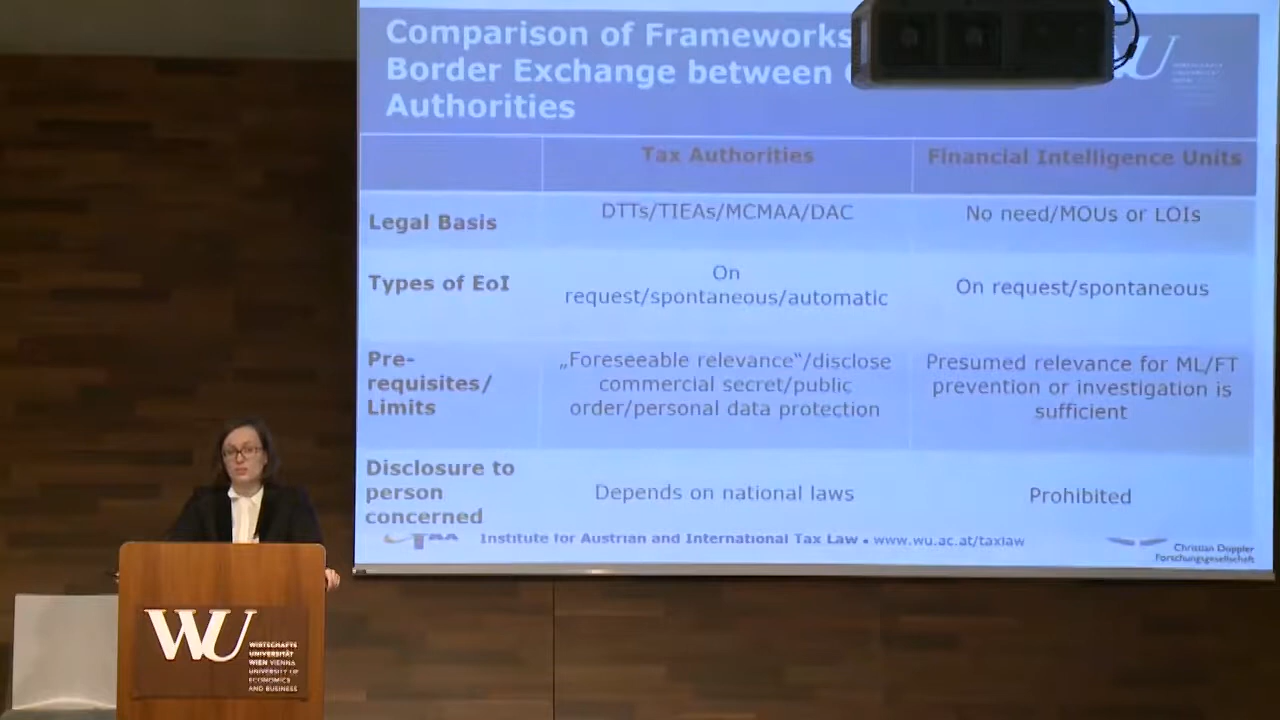 Comparison of Frameworks
Border Exchange between
Authorities
WU
Tax Authorities
Financial Intelligence Units
Legal Basis
DTTs/TIEAs/MCMAA/DAC
No need/MOUs or LOIs
Types of EoI
On
request/spontaneous/automatic
On request/spontaneous
Pre-
requisites/
Limits
„Foreseeable relevance“/disclose
commercial secret/public
order/personal data protection
Presumed relevance for ML/FT
prevention or investigation is
sufficient
Disclosure to
person
concerned
Depends on national laws
Prohibited
Institute for Austrian and International Tax Law • www.wu.ac.at/taxlaw
Christian Doppler
Forschungsgesellschaft
WU
WIRTSCHAFTS
UNIVERSITÄT
WIEN VIENNA
UNIVERSITY OF
ECONOMICS
AND BUSINESS